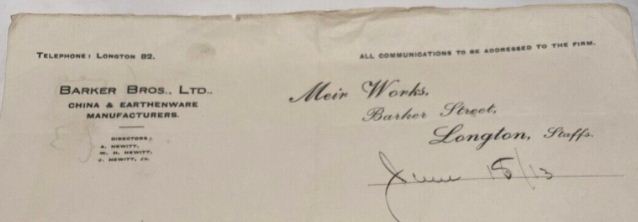 TELEPHONE: LONGTON 82.
ALL COMMUNICATIONS TO BE ADDRESSED TO THE FIRM.
BARKER BROS., LTD.,
CHINA & EARTHENWARE
MANUFACTURERS.
DIRECTORS:
A. HEWITT,
W. H. HEWITT,
J. HEWITT, JR.
Meir Works,
Barker Street,
Longton, Staffs.
June 18/13